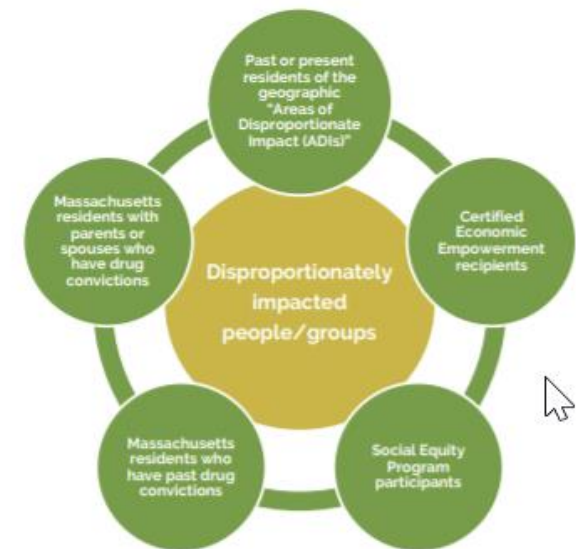 Past or present
residents of the
geographic
"Areas of
Disproportionate
Impact (ADIs)"
Certified
Economic
Empowerment
recipients
Social Equity
Program
participants
Massachusetts
residents who
have past drug
convictions
Massachusetts
residents with
parents or
spouses who
have drug
convictions
Disproportionately
impacted
people/groups